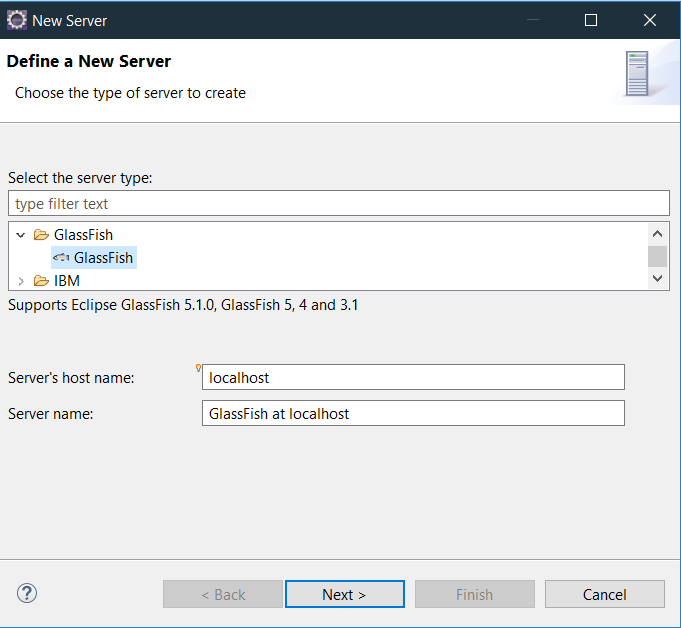 New Server
Define a New Server
Choose the type of server to create
Select the server type:
type filter text
GlassFish
GlassFish
IBM
Supports Eclipse GlassFish 5.1.0, GlassFish 5, 4 and 3.1
Server's host name: localhost
Server name: GlassFish at localhost
? < Back Next > Finish Cancel